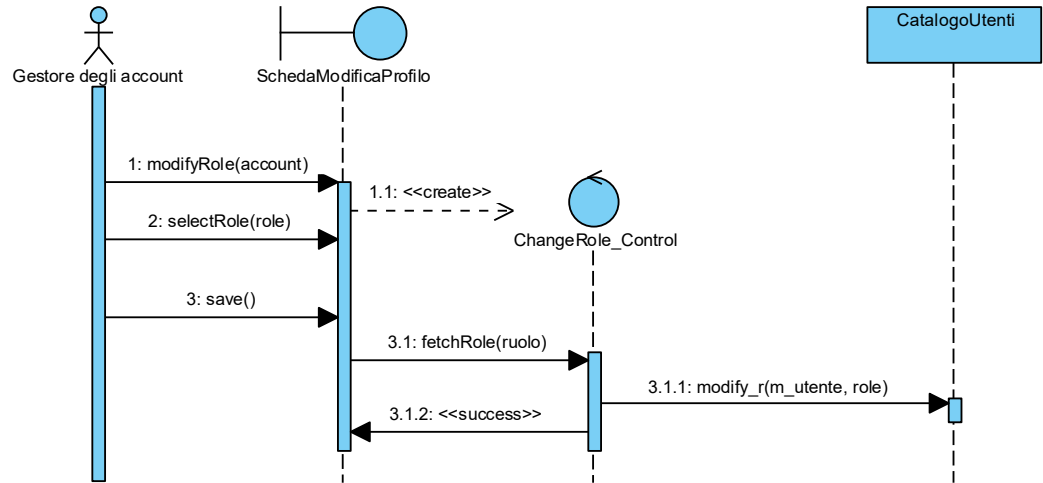 CatalogoUtenti
Gestore degli account
SchedaModificaProfilo
1: modifyRole(account)
1.1: <<create>>
2: selectRole(role)
ChangeRole_Control
3: save()
3.1: fetchRole(ruolo)
3.1.1: modify_r(m_utente, role)
3.1.2: <<success>>